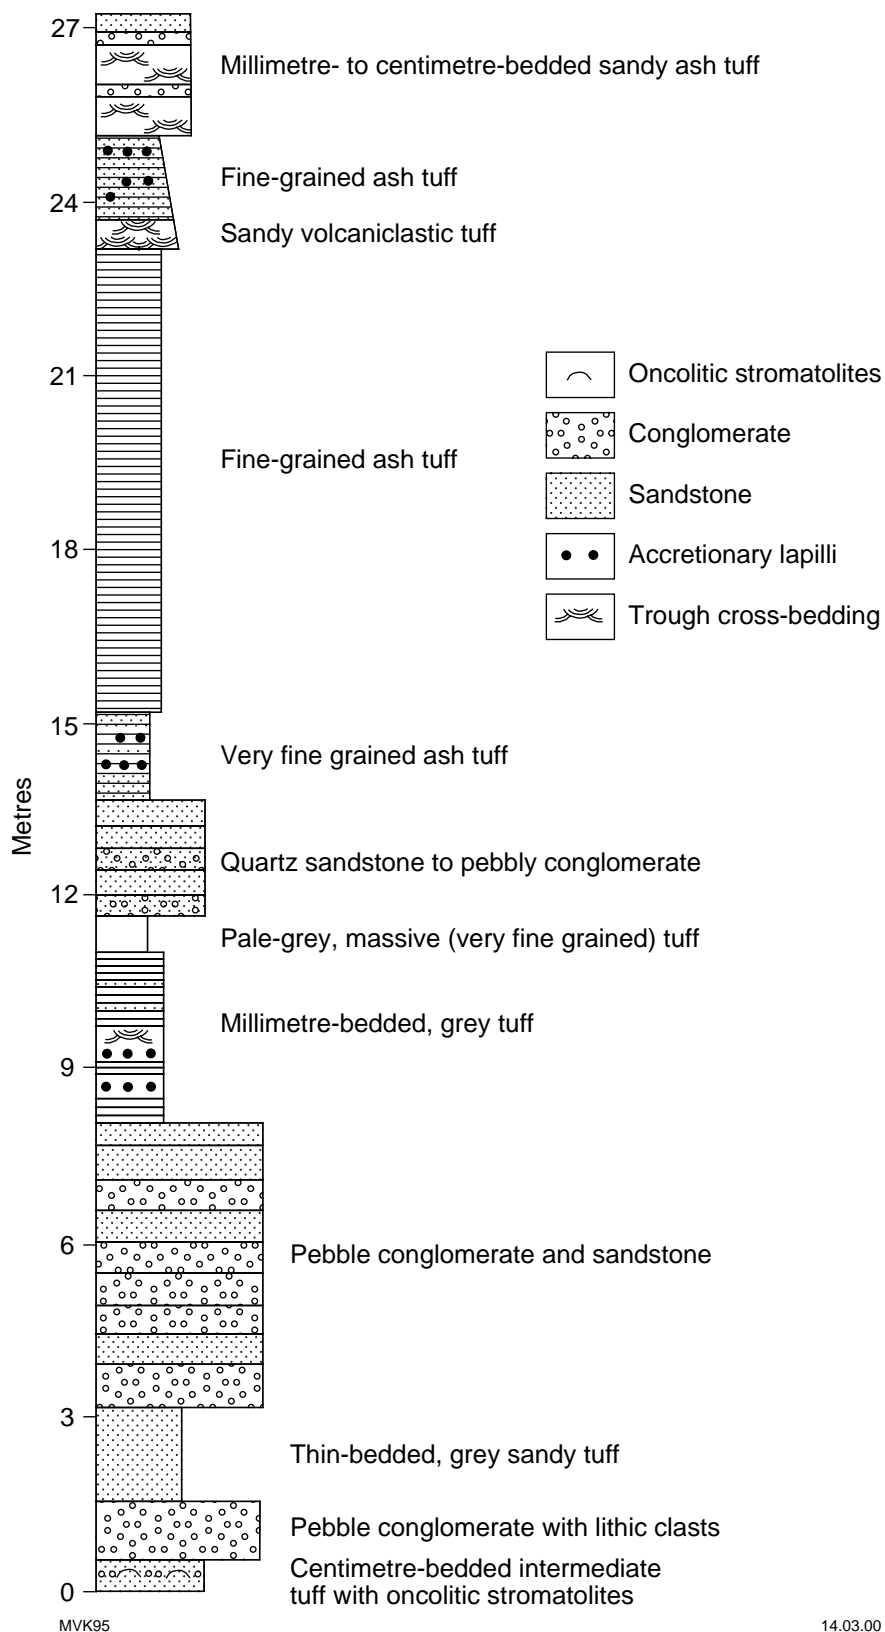 27
Millimetre- to centimetre-bedded sandy ash tuff
Fine-grained ash tuff
24
Sandy volcaniclastic tuff
21
Oncolitic stromatolites
Conglomerate
Fine-grained ash tuff
Sandstone
18
Accretionary lapilli
Trough cross-bedding
15
Very fine grained ash tuff
Metres
Quartz sandstone to pebbly conglomerate
12
Pale-grey, massive (very fine grained) tuff
Millimetre-bedded, grey tuff
9
6
Pebble conglomerate and sandstone
3
Thin-bedded, grey sandy tuff
Pebble conglomerate with lithic clasts
Centimetre-bedded intermediate
tuff with oncolitic stromatolites
0
MVK95
14.03.00